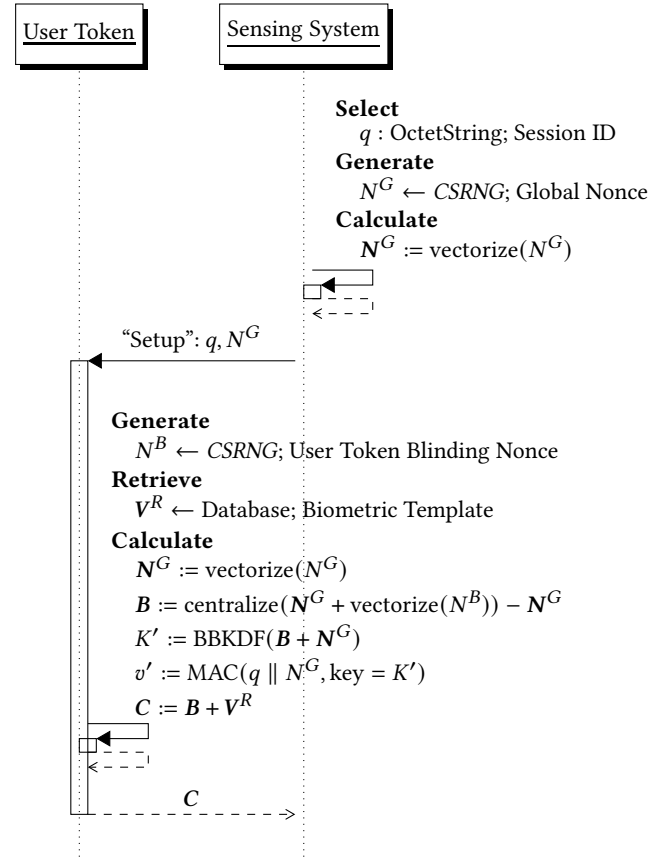 User Token
Sensing System
Select
q : OctetString; Session ID
Generate
N^G ← CSRNG; Global Nonce
Calculate
N^G := vectorize(N^G)
“Setup”: q, N^G
Generate
N^B ← CSRNG; User Token Blinding Nonce
Retrieve
V^R ← Database; Biometric Template
Calculate
N^G := vectorize(N^G)
B := centralize(N^G + vectorize(N^B)) − N^G
K′ := BBKDF(B + N^G)
v′ := MAC(q ∥ N^G, key = K′)
C := B + V^R
C